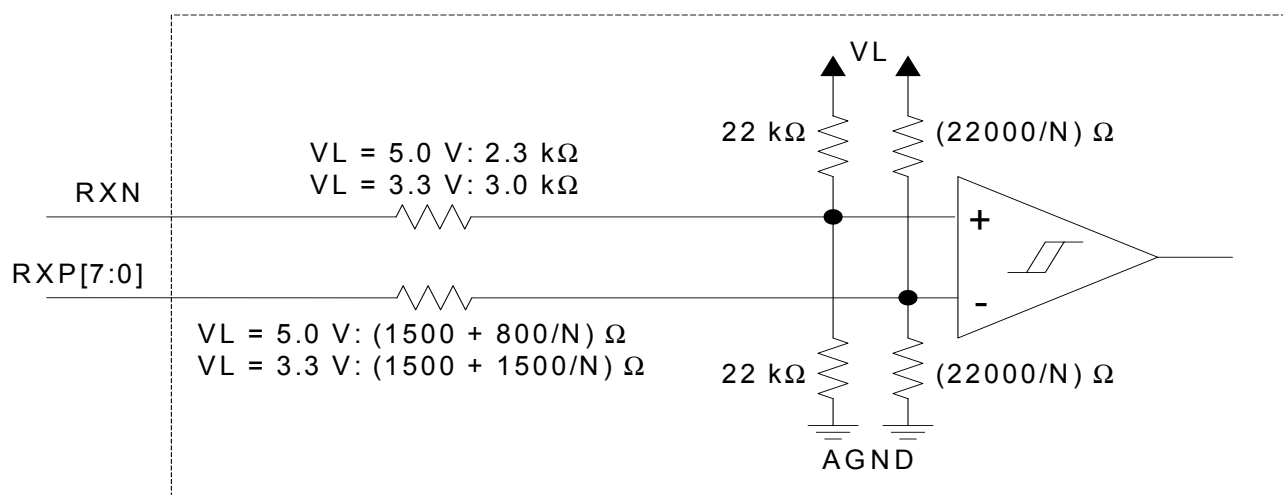 VL
22 kΩ
(22000/N) Ω
VL = 5.0 V: 2.3 kΩ
VL = 3.3 V: 3.0 kΩ
RXN
+
RXP[7:0]
-
VL = 5.0 V: (1500 + 800/N) Ω
VL = 3.3 V: (1500 + 1500/N) Ω
22 kΩ
(22000/N) Ω
AGND